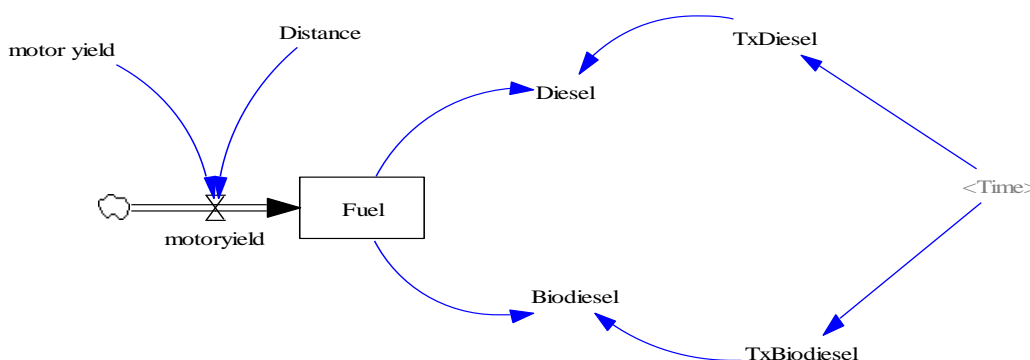 Distance
motor yield
TxDiesel
Diesel
<Time>
Fuel
motoryield
Biodiesel
TxBiodiesel